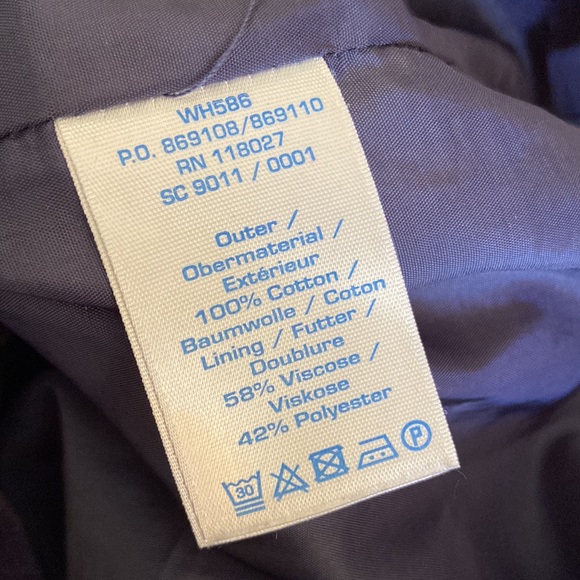 WH586
P.O. 869108/869110
RN 118027
SC 9011 / 0001
Outer /
Obermaterial /
Extérieur
100% Cotton /
Baumwolle / Coton
Lining / Futter /
Doublure
58% Viscose /
Viskose
42% Polyester
30 P